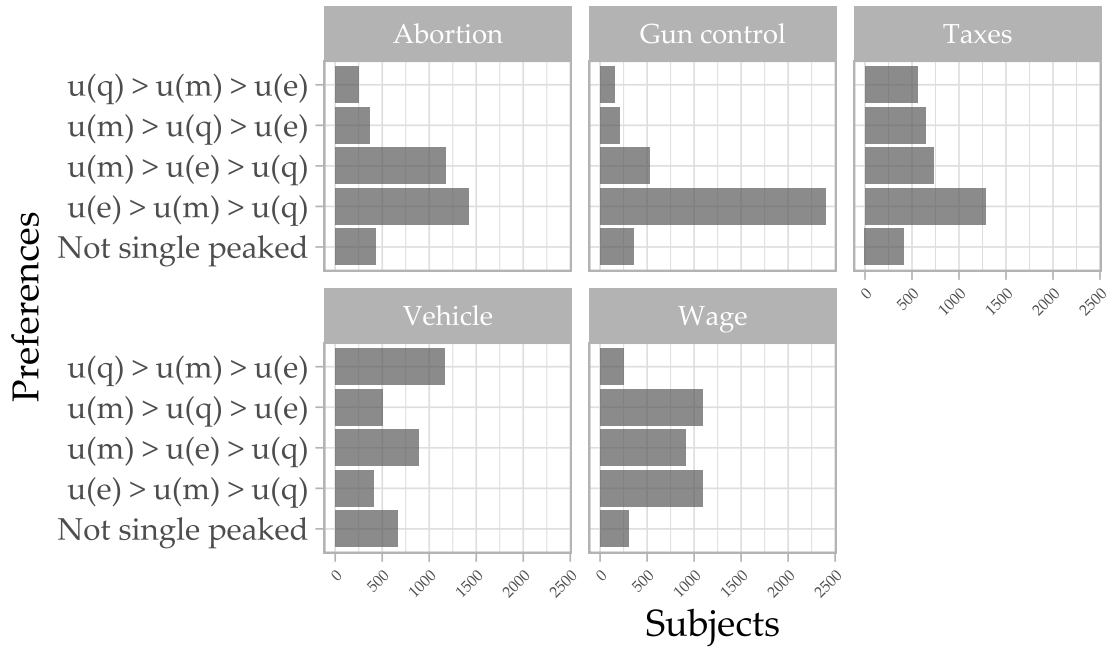 Abortion
Gun control
Taxes
u(q) > u(m) > u(e)
u(m) > u(q) > u(e)
u(m) > u(e) > u(q)
u(e) > u(m) > u(q)
Not single peaked
0 500 1000 1500 2000 2500
Vehicle
Wage
u(q) > u(m) > u(e)
u(m) > u(q) > u(e)
u(m) > u(e) > u(q)
u(e) > u(m) > u(q)
Not single peaked
0 500 1000 1500 2000 2500
0 500 1000 1500 2000 2500
Preferences
Subjects